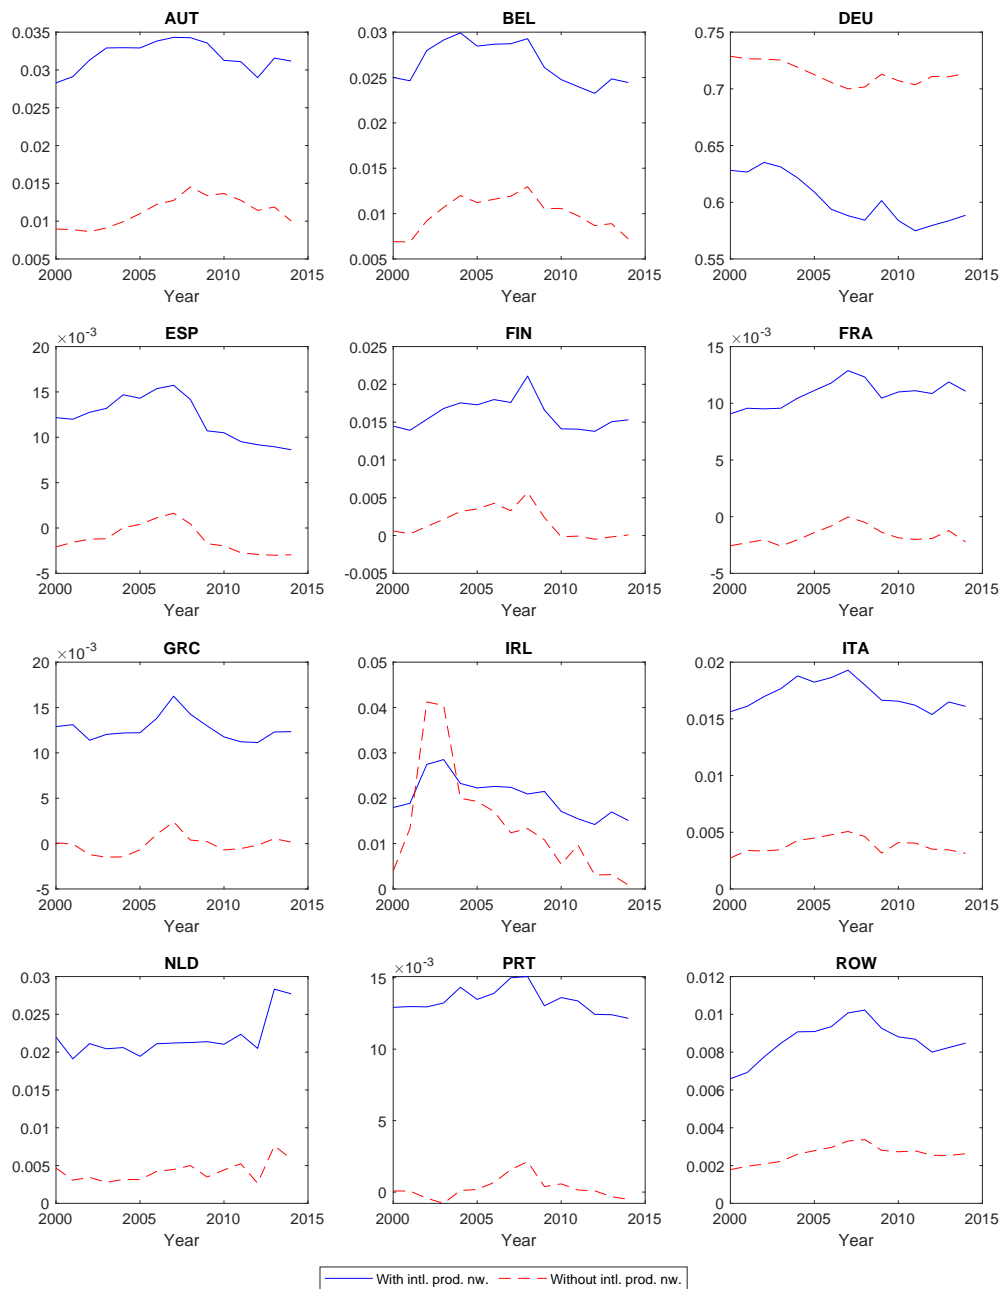 AUT BEL DEU
0.035
0.03
0.025
0.02
0.015
0.01
0.005
2000 2005 2010 2015
Year
0.03
0.025
0.02
0.015
0.01
0.005
2000 2005 2010 2015
Year
0.75
0.7
0.65
0.6
0.55
2000 2005 2010 2015
Year
ESP FIN FRA
×10-3
20
15
10
5
0
-5
2000 2005 2010 2015
Year
0.025
0.02
0.015
0.01
0.005
0
-0.005
2000 2005 2010 2015
Year
×10-3
15
10
5
0
-5
2000 2005 2010 2015
Year
GRC IRL ITA
×10-3
20
15
10
5
0
-5
2000 2005 2010 2015
Year
0.05
0.04
0.03
0.02
0.01
0
2000 2005 2010 2015
Year
0.02
0.015
0.01
0.005
0
2000 2005 2010 2015
Year
NLD PRT ROW
0.03
0.025
0.02
0.015
0.01
0.005
0
2000 2005 2010 2015
Year
×10-3
15
10
5
0
2000 2005 2010 2015
Year
0.012
0.01
0.008
0.006
0.004
0.002
0
2000 2005 2010 2015
Year
With intl. prod. nw. Without intl. prod. nw.